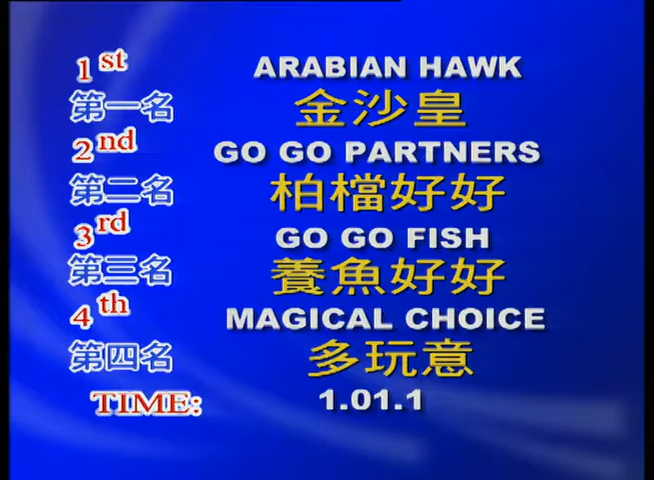 1st ARABIAN HAWK
第一名 金沙皇
2nd GO GO PARTNERS
第二名 柏檔好好
3rd GO GO FISH
第三名 養魚好好
4th MAGICAL CHOICE
第四名 多玩意
TIME: 1.01.1